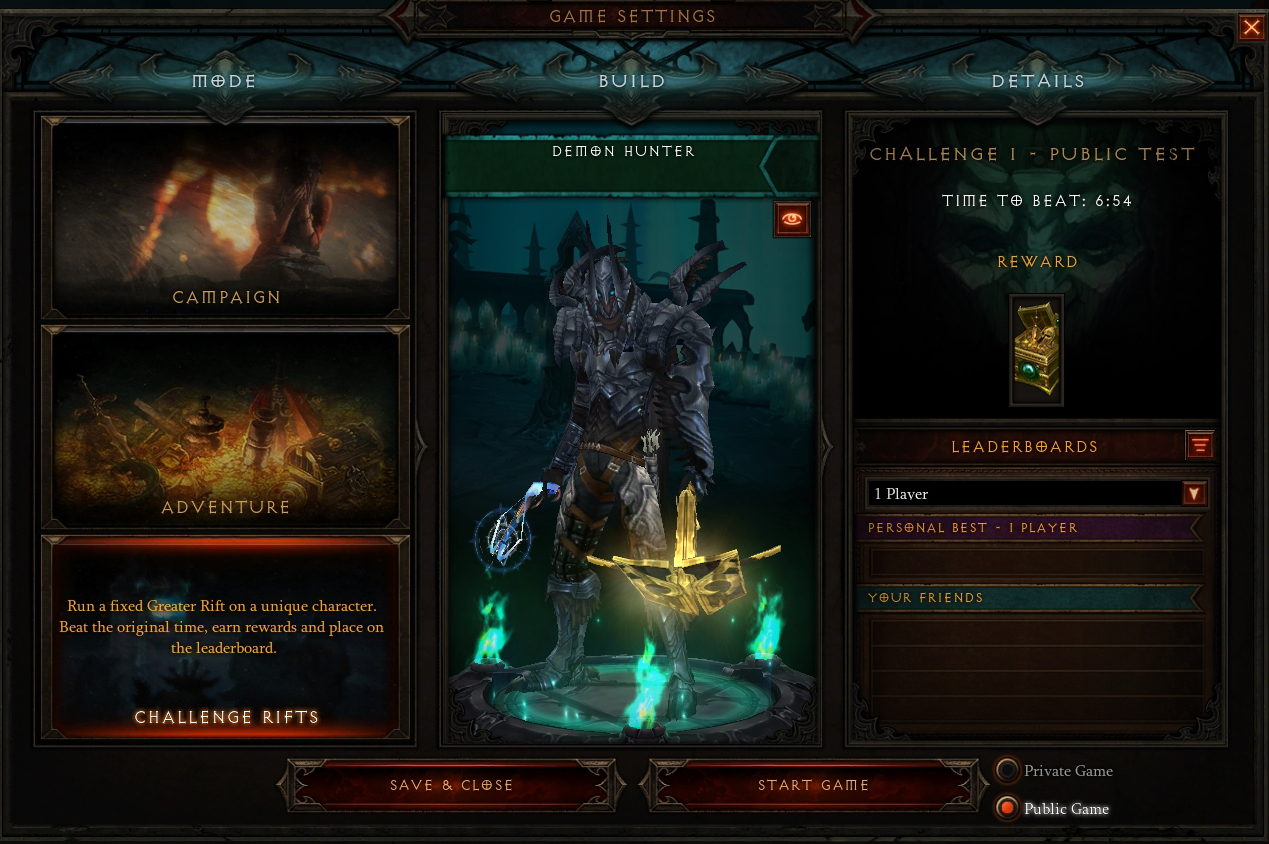 GAME SETTINGS
MODE
BUILD
DETAILS
CAMPAIGN
ADVENTURE
Run a fixed Greater Rift on a unique character.
Beat the original time, earn rewards and place on
the leaderboard.
CHALLENGE RIFTS
DEMON HUNTER
CHALLENGE 1 - PUBLIC TEST
TIME TO BEAT: 6:54
REWARD
LEADERBOARDS
1 Player
PERSONAL BEST - 1 PLAYER
YOUR FRIENDS
SAVE & CLOSE
START GAME
Private Game
Public Game